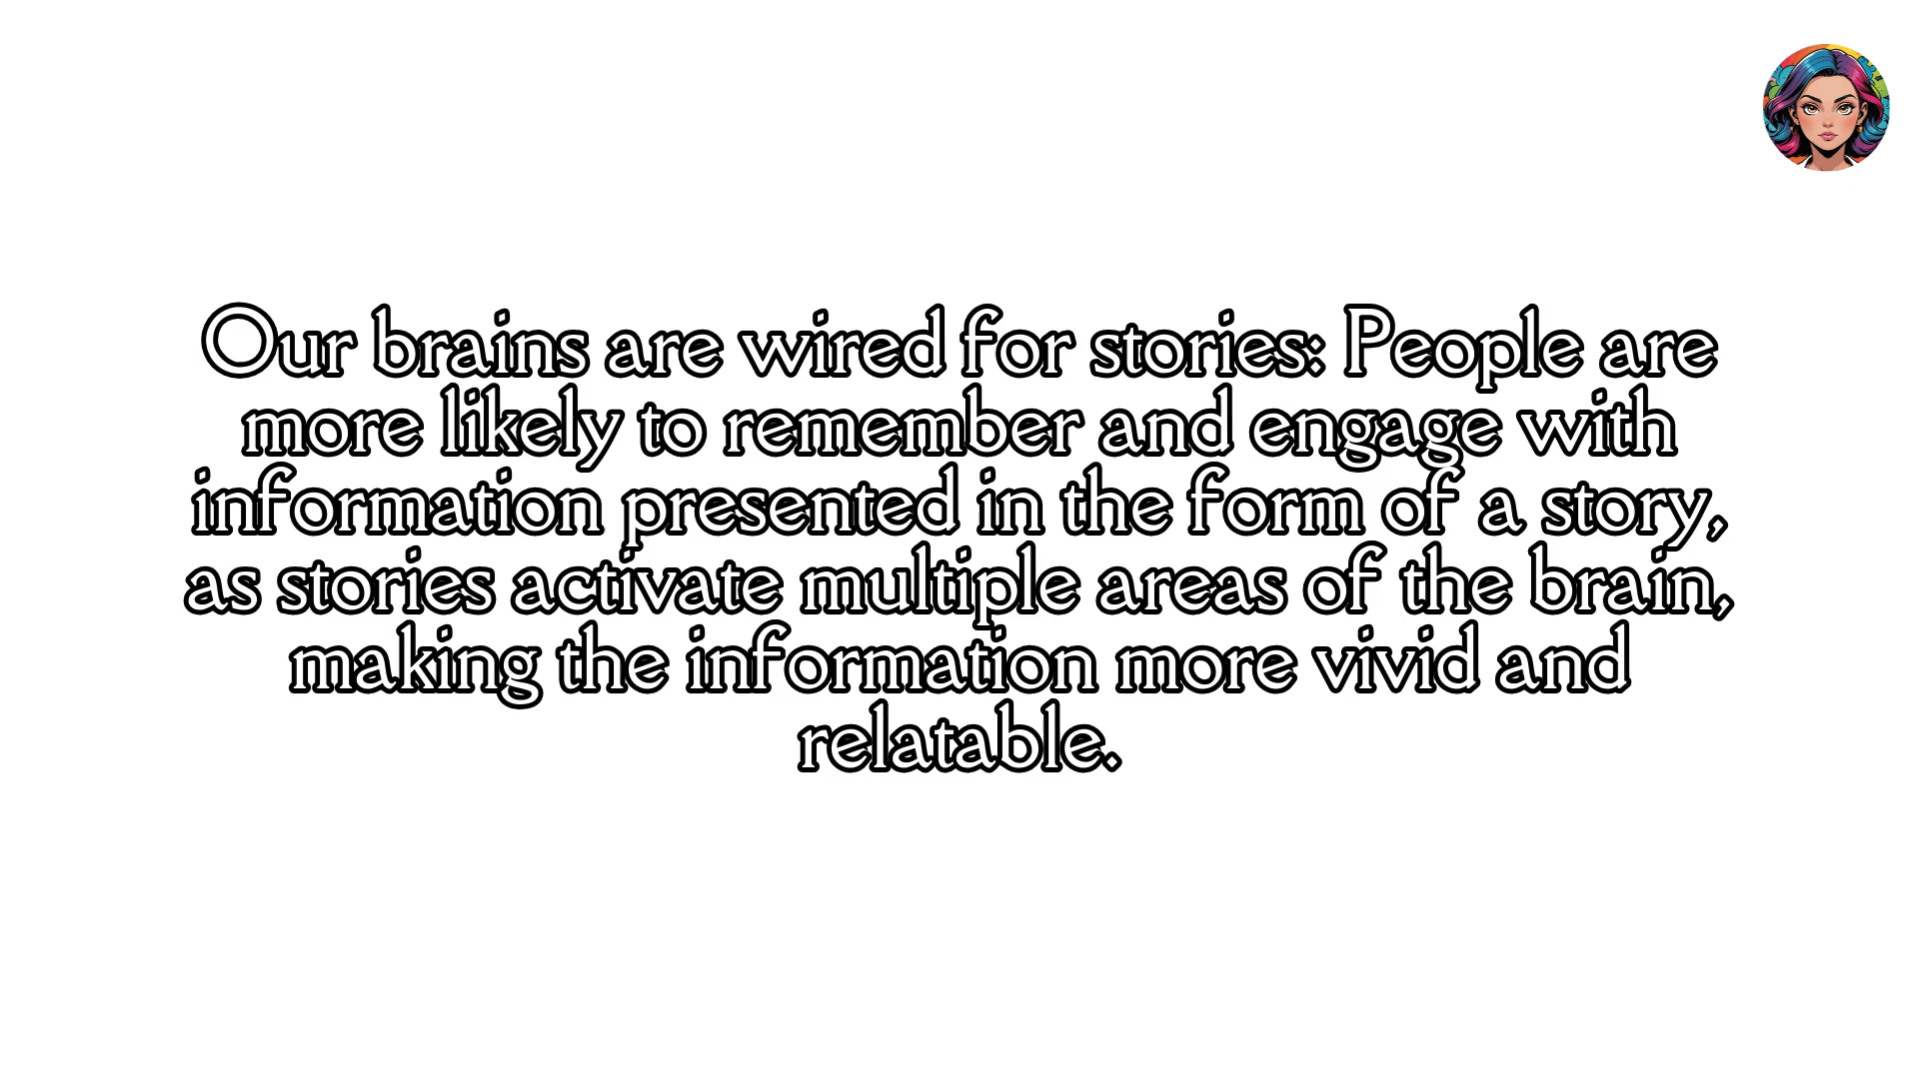 Our brains are wired for stories: People are
more likely to remember and engage with
information presented in the form of a story,
as stories activate multiple areas of the brain,
making the information more vivid and
relatable.